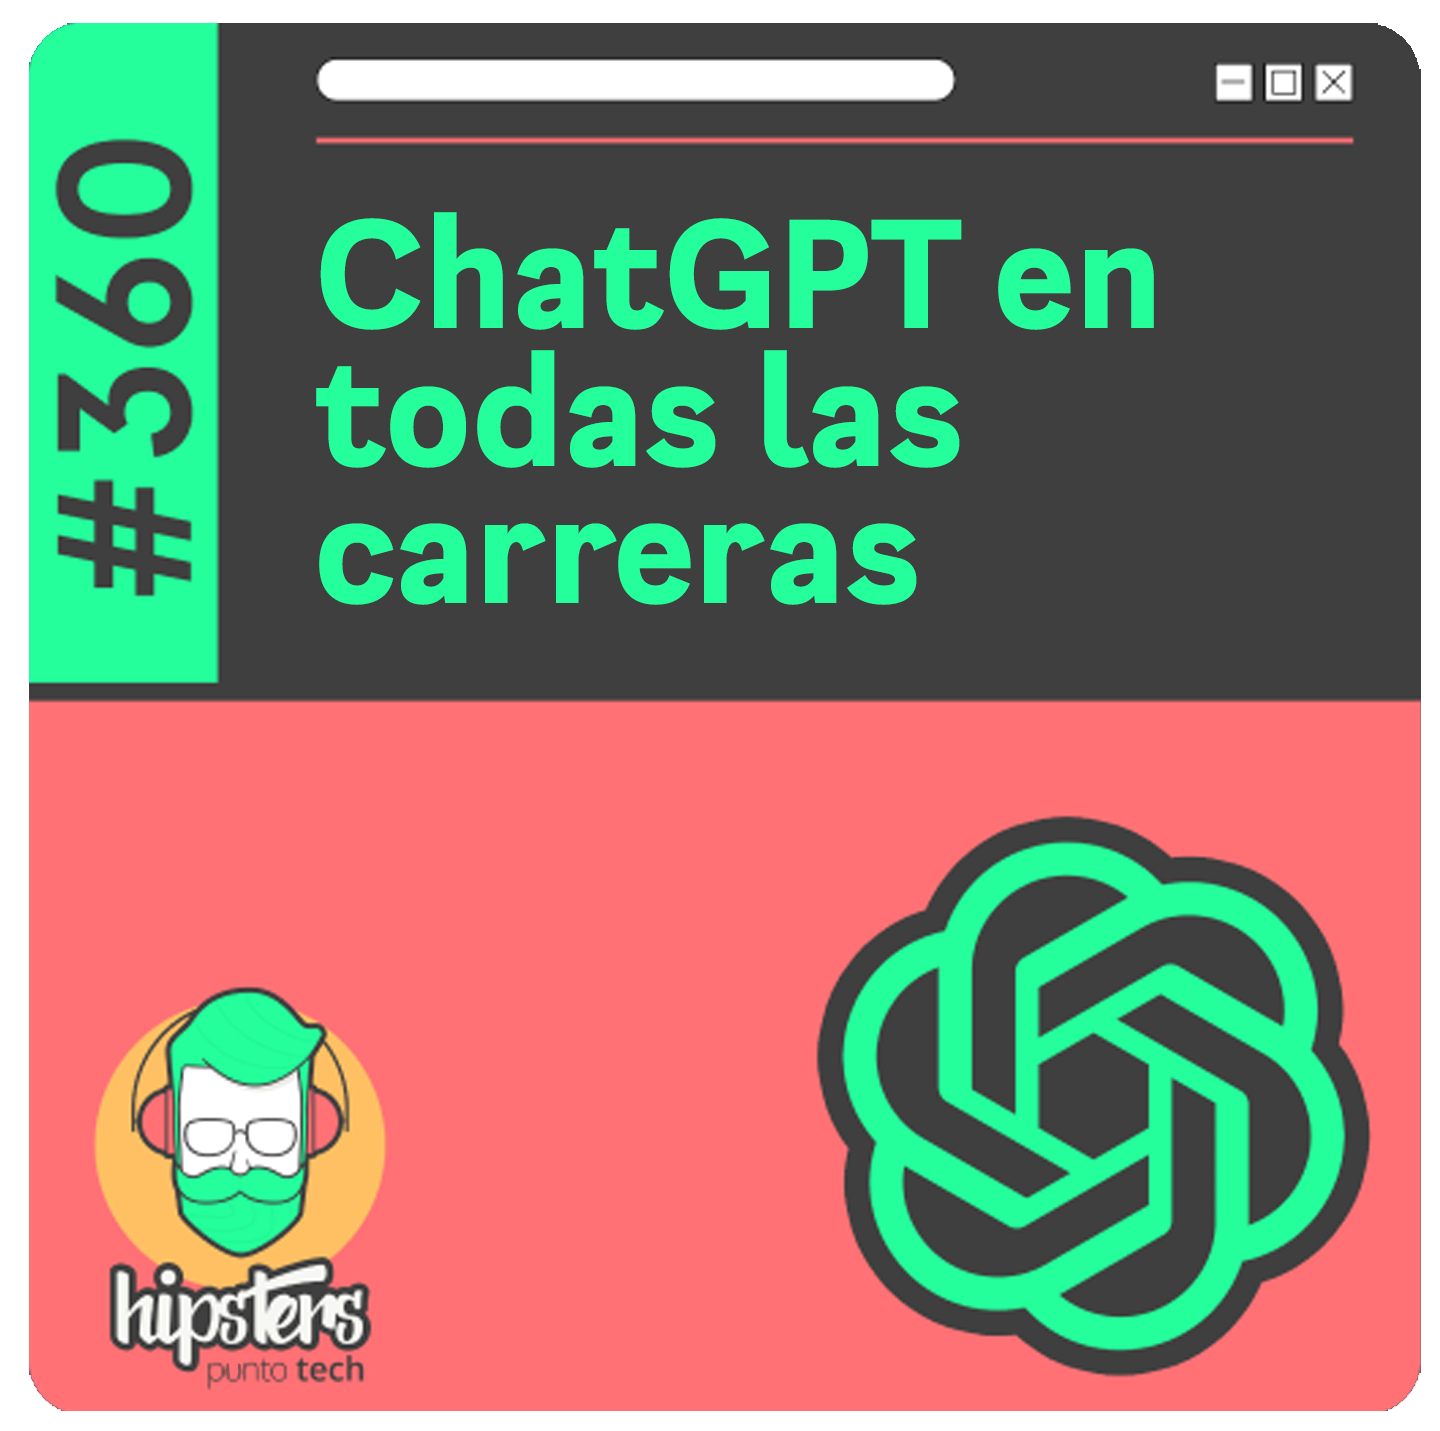 #360
ChatGPT en
todas las
carreras
hipsters
punto tech